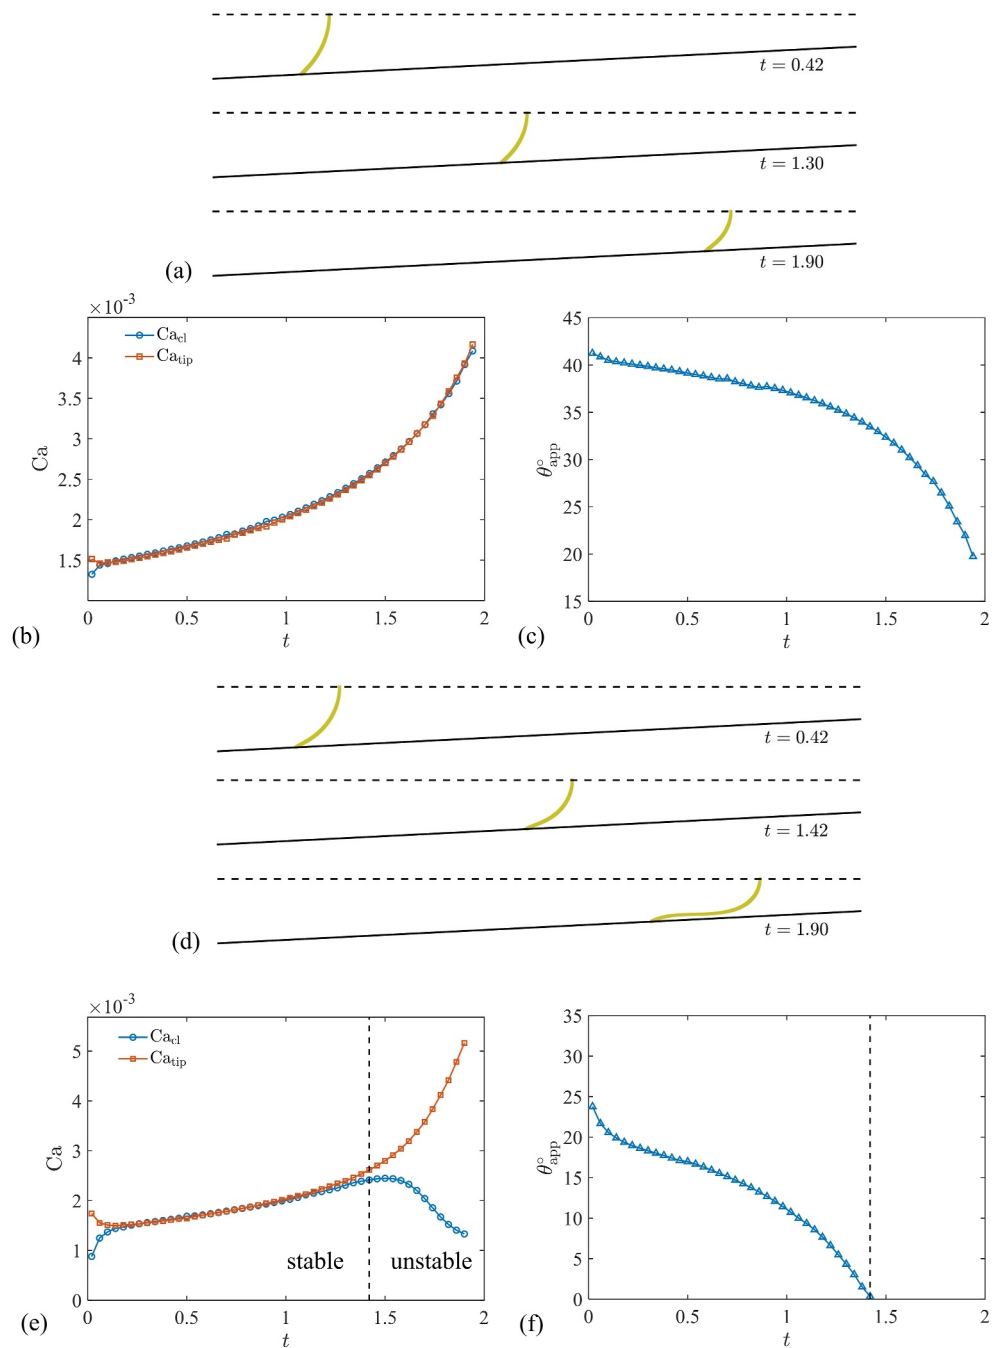 t = 0.42
t = 1.30
t = 1.90
(a)
×10⁻³
Ca_cl
Ca_tip
4
3.5
3
2.5
2
1.5
Ca
0 0.5 1 1.5 2
t
(b)
45
40
35
30
25
20
15
θ°_app
0 0.5 1 1.5 2
t
(c)
t = 0.42
t = 1.42
t = 1.90
(d)
×10⁻³
Ca_cl
Ca_tip
5
4
3
2
1
0
Ca
stable unstable
0 0.5 1 1.5 2
t
(e)
35
30
25
20
15
10
5
0
θ°_app
0 0.5 1 1.5 2
t
(f)